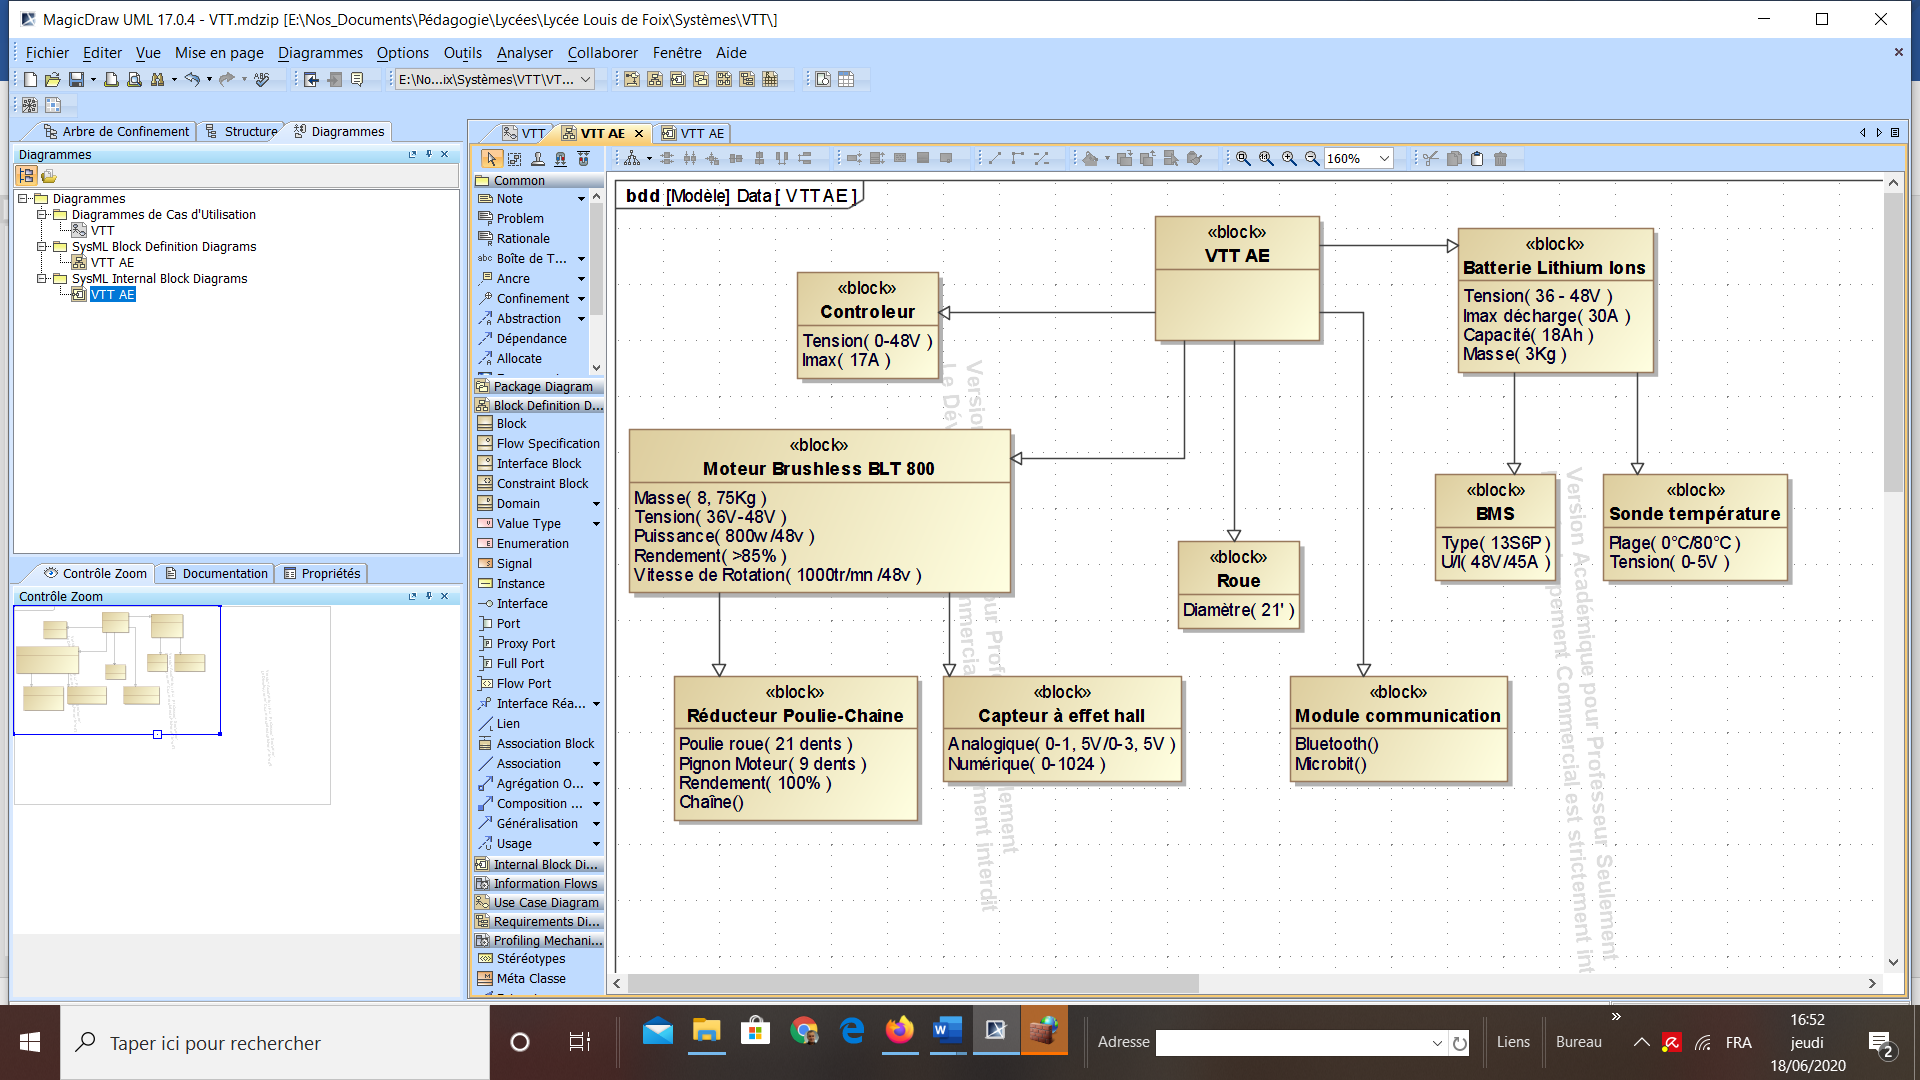 MagicDraw UML 17.0.4 - VTT.mdzip [E:\Nos_Documents\Pédagogie\Lycées\Lycée Louis de Foix\Systèmes\VTT\]
Fichier Editer Vue Mise en page Diagrammes Options Outils Analyser Collaborer Fenêtre Aide
E:\No...ix\Systèmes\VTT\VT...
Arbre de Confinement Structure Diagrammes
VTT VTT AE VTT AE
Diagrammes
160%
Diagrammes
Diagrammes de Cas d'Utilisation
VTT
SysML Block Definition Diagrams
VTT AE
SysML Internal Block Diagrams
VTT AE
Contrôle Zoom Documentation Propriétés
Contrôle Zoom
Common
Note
Problem
Rationale
Boîte de T...
Ancre
Confinement
Abstraction
Dépendance
Allocate
Package Diagram
Block Definition D...
Block
Flow Specification
Interface Block
Constraint Block
Domain
Value Type
Enumeration
Signal
Instance
Interface
Port
Proxy Port
Full Port
Flow Port
Interface Réa...
Lien
Association Block
Association
Agrégation O...
Composition ...
Généralisation
Usage
Internal Block Di...
Information Flows
Use Case Diagram
Requirements Di...
Profiling Mechani...
Stéréotypes
Méta Classe
bdd [Modèle] Data [ VTT AE ]
«block»
VTT AE
«block»
Batterie Lithium Ions
Tension( 36 - 48V )
Imax décharge( 30A )
Capacité( 18Ah )
Masse( 3Kg )
«block»
Controleur
Tension( 0-48V )
Imax( 17A )
«block»
Moteur Brushless BLT 800
Masse( 8, 75Kg )
Tension( 36V-48V )
Puissance( 800w /48v )
Rendement( >85% )
Vitesse de Rotation( 1000tr/mn /48v )
«block»
BMS
Type( 13S6P )
U/I( 48V/45A )
«block»
Sonde température
Plage( 0°C/80°C )
Tension( 0-5V )
«block»
Roue
Diamètre( 21' )
«block»
Réducteur Poulie-Chaîne
Poulie roue( 21 dents )
Pignon Moteur( 9 dents )
Rendement( 100% )
Chaîne()
«block»
Capteur à effet hall
Analogique( 0-1, 5V/0-3, 5V )
Numérique( 0-1024 )
«block»
Module communication
Bluetooth()
Microbit()
Version Académique pour Professeur Seulement
Taper ici pour rechercher
Adresse
Liens
Bureau
FRA
16:52
jeudi
18/06/2020
2